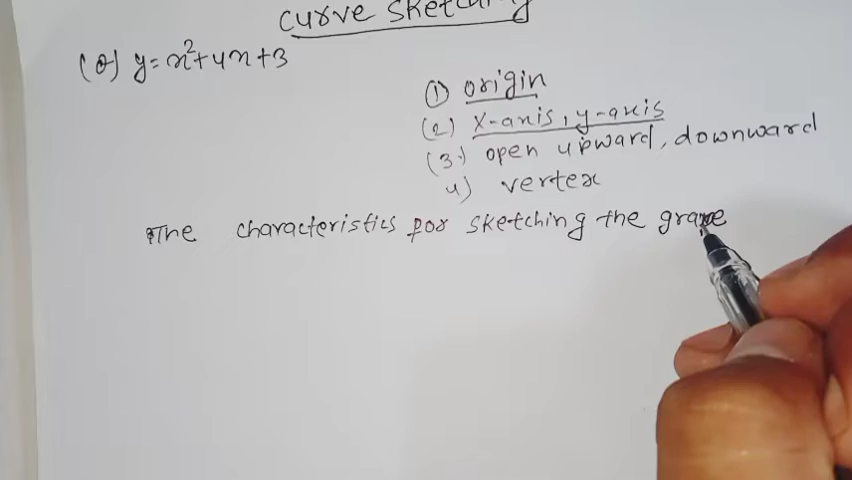 curve sketching
(Q) y=x²+4x+3
(1) origin
(2) x-axis, y-axis
(3) open upward, downward
4) vertex
The characteristics for sketching the